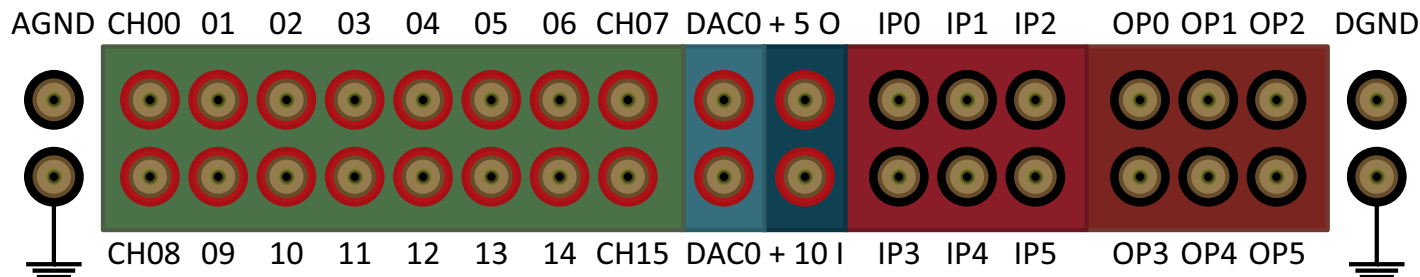 AGND CH00 01 02 03 04 05 06 CH07 DAC0 + 5 O IP0 IP1 IP2 OP0 OP1 OP2 DGND
CH08 09 10 11 12 13 14 CH15 DAC0 + 10 I IP3 IP4 IP5 OP3 OP4 OP5